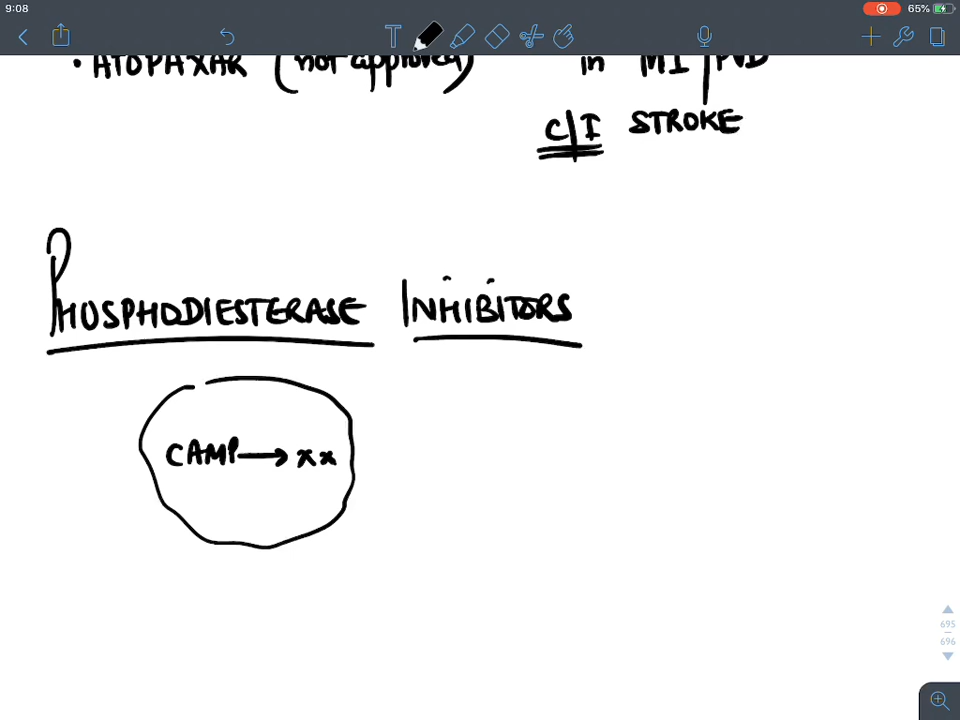 9:08 65%
T
• ATOPAXAR (not approved) in MI/PVD
C/I STROKE
PHOSPHODIESTERASE INHIBITORS
CAMP → xx
695
696